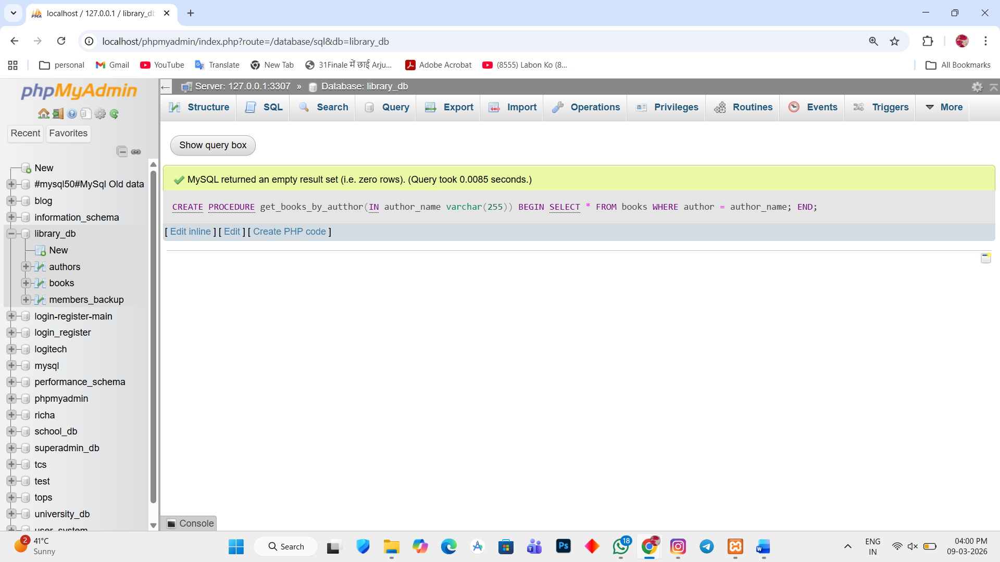 localhost / 127.0.0.1 / library_db
localhost/phpmyadmin/index.php?route=/database/sql&db=library_db
personal
Gmail
YouTube
Translate
New Tab
31Finale में छाई Arju...
Adobe Acrobat
(8555) Labon Ko (8...
All Bookmarks
phpMyAdmin
Recent
Favorites
New
#mysql50#MySql Old data
blog
information_schema
library_db
New
authors
books
members_backup
login-register-main
login_register
logitech
mysql
performance_schema
phpmyadmin
richa
school_db
superadmin_db
tcs
test
tops
university_db
user_system
Server: 127.0.0.1:3307 » Database: library_db
Structure
SQL
Search
Query
Export
Import
Operations
Privileges
Routines
Events
Triggers
More
Show query box
MySQL returned an empty result set (i.e. zero rows). (Query took 0.0085 seconds.)
CREATE PROCEDURE get_books_by_autthor(IN author_name varchar(255)) BEGIN SELECT * FROM books WHERE author = author_name; END;
[ Edit inline ] [ Edit ] [ Create PHP code ]
Console
2
41°C
Sunny
Search
Ps
18
ENG
IN
04:00 PM
09-03-2026